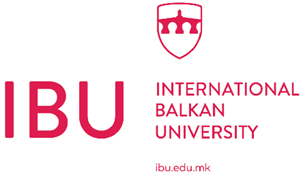 IBU
INTERNATIONAL
BALKAN
UNIVERSITY
ibu.edu.mk